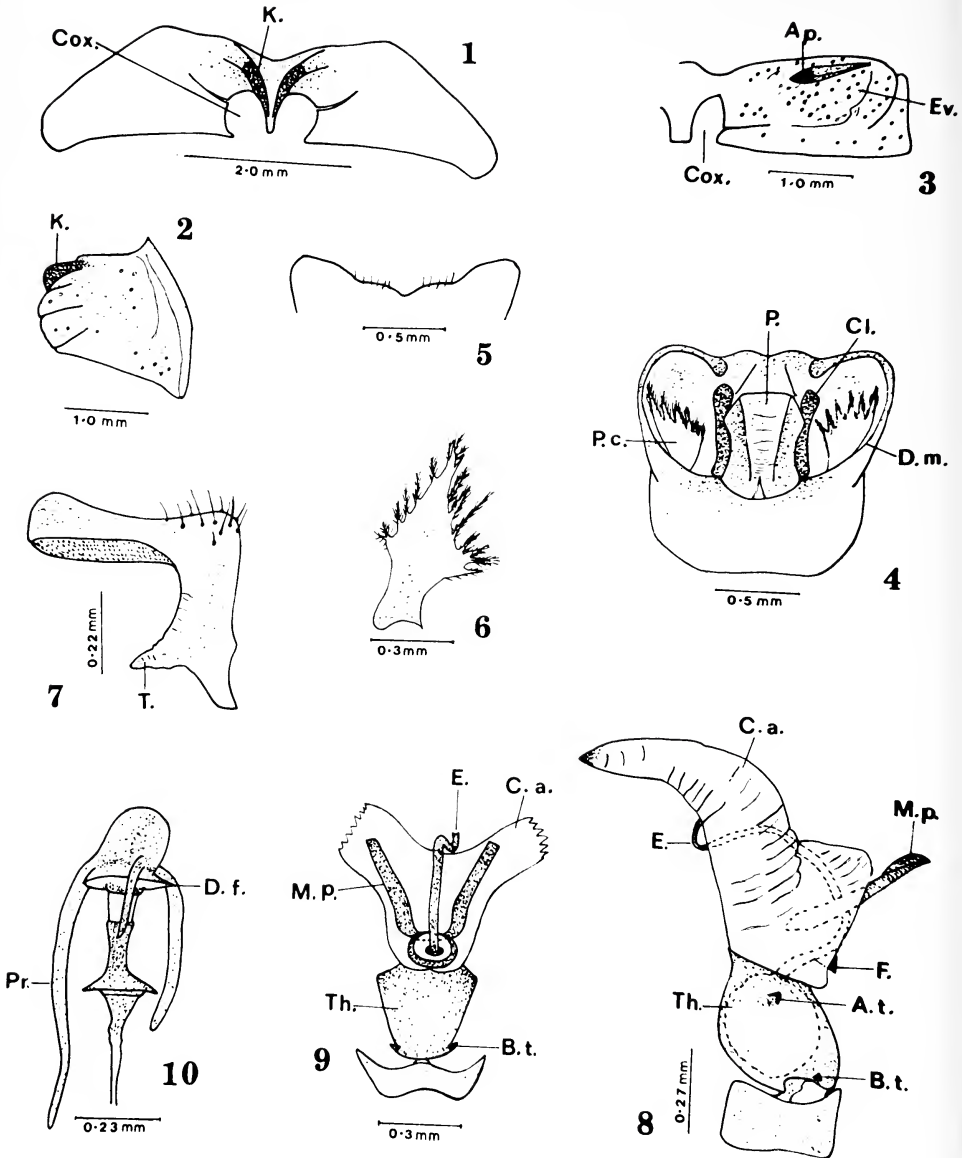 K.
Cox.
1
2·0 mm
Ap.
Ev.
Cox.
1·0 mm
3
K.
2
1·0 mm
0·5 mm
5
P.
Cl.
P.c.
D.m.
4
0·5 mm
0·22 mm
7
T.
6
0·3 mm
D.f.
Pr.
10
0·23 mm
E.
C.a.
M.p.
Th.
B.t.
9
0·3 mm
C.a.
M.p.
E.
F.
Th.
A.t.
B.t.
0·27 mm
8